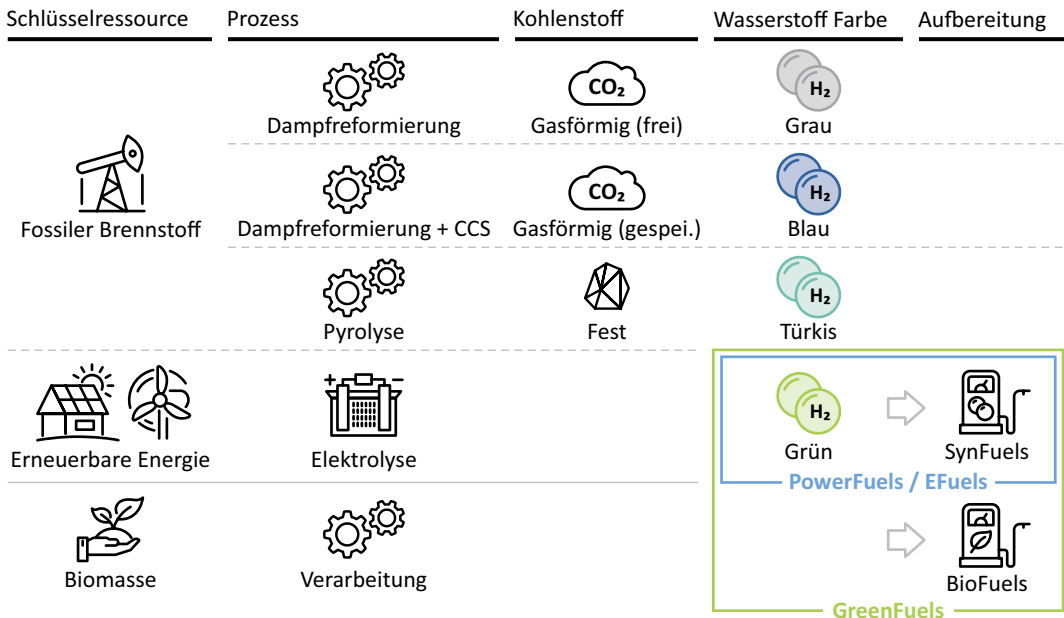 Schlüsselressource Prozess Kohlenstoff Wasserstoff Farbe Aufbereitung
CO₂ H₂
Dampfreformierung Gasförmig (frei) Grau
CO₂ H₂
Fossiler Brennstoff Dampfreformierung + CCS Gasförmig (gespei.) Blau
H₂
Pyrolyse Fest Türkis
+ −
H₂
Erneuerbare Energie Elektrolyse Grün SynFuels
PowerFuels / EFuels
Biomasse Verarbeitung BioFuels
GreenFuels